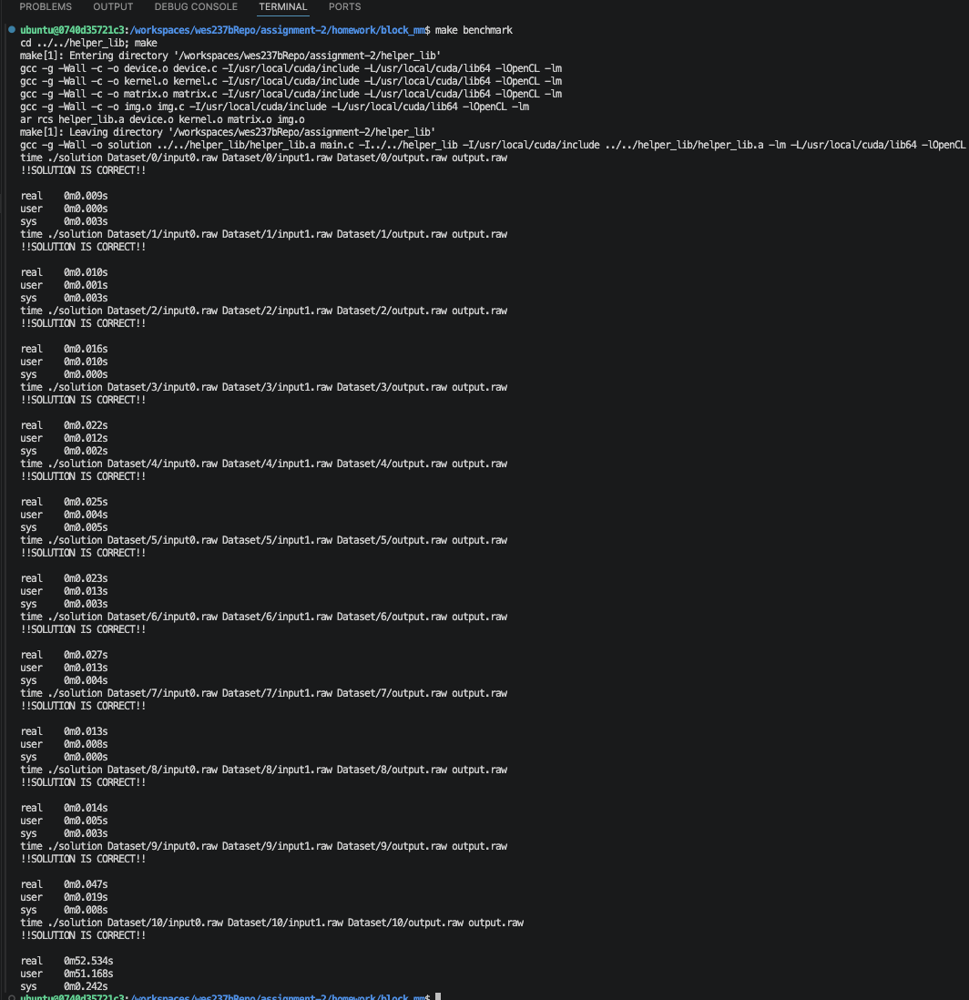 PROBLEMS OUTPUT DEBUG CONSOLE TERMINAL PORTS
ubuntu@0740d35721c3:/workspaces/wes237bRepo/assignment-2/homework/block_mm$ make benchmark
cd ../../helper_lib; make
make[1]: Entering directory '/workspaces/wes237bRepo/assignment-2/helper_lib'
gcc -g -Wall -c -o device.o device.c -I/usr/local/cuda/include -L/usr/local/cuda/lib64 -lOpenCL -lm
gcc -g -Wall -c -o kernel.o kernel.c -I/usr/local/cuda/include -L/usr/local/cuda/lib64 -lOpenCL -lm
gcc -g -Wall -c -o matrix.o matrix.c -I/usr/local/cuda/include -L/usr/local/cuda/lib64 -lOpenCL -lm
gcc -g -Wall -c -o img.o img.c -I/usr/local/cuda/include -L/usr/local/cuda/lib64 -lOpenCL -lm
ar rcs helper_lib.a device.o kernel.o matrix.o img.o
make[1]: Leaving directory '/workspaces/wes237bRepo/assignment-2/helper_lib'
gcc -g -Wall -o solution ../../helper_lib/helper_lib.a main.c -I../../helper_lib -I/usr/local/cuda/include ../../helper_lib/helper_lib.a -lm -L/usr/local/cuda/lib64 -lOpenCL
time ./solution Dataset/0/input0.raw Dataset/0/input1.raw Dataset/0/output.raw output.raw
!!SOLUTION IS CORRECT!!
real 0m0.009s
user 0m0.000s
sys 0m0.003s
time ./solution Dataset/1/input0.raw Dataset/1/input1.raw Dataset/1/output.raw output.raw
!!SOLUTION IS CORRECT!!
real 0m0.010s
user 0m0.001s
sys 0m0.003s
time ./solution Dataset/2/input0.raw Dataset/2/input1.raw Dataset/2/output.raw output.raw
!!SOLUTION IS CORRECT!!
real 0m0.016s
user 0m0.010s
sys 0m0.000s
time ./solution Dataset/3/input0.raw Dataset/3/input1.raw Dataset/3/output.raw output.raw
!!SOLUTION IS CORRECT!!
real 0m0.022s
user 0m0.012s
sys 0m0.002s
time ./solution Dataset/4/input0.raw Dataset/4/input1.raw Dataset/4/output.raw output.raw
!!SOLUTION IS CORRECT!!
real 0m0.025s
user 0m0.004s
sys 0m0.005s
time ./solution Dataset/5/input0.raw Dataset/5/input1.raw Dataset/5/output.raw output.raw
!!SOLUTION IS CORRECT!!
real 0m0.023s
user 0m0.013s
sys 0m0.003s
time ./solution Dataset/6/input0.raw Dataset/6/input1.raw Dataset/6/output.raw output.raw
!!SOLUTION IS CORRECT!!
real 0m0.027s
user 0m0.013s
sys 0m0.004s
time ./solution Dataset/7/input0.raw Dataset/7/input1.raw Dataset/7/output.raw output.raw
!!SOLUTION IS CORRECT!!
real 0m0.013s
user 0m0.008s
sys 0m0.000s
time ./solution Dataset/8/input0.raw Dataset/8/input1.raw Dataset/8/output.raw output.raw
!!SOLUTION IS CORRECT!!
real 0m0.014s
user 0m0.005s
sys 0m0.003s
time ./solution Dataset/9/input0.raw Dataset/9/input1.raw Dataset/9/output.raw output.raw
!!SOLUTION IS CORRECT!!
real 0m0.047s
user 0m0.019s
sys 0m0.008s
time ./solution Dataset/10/input0.raw Dataset/10/input1.raw Dataset/10/output.raw output.raw
!!SOLUTION IS CORRECT!!
real 0m52.534s
user 0m51.168s
sys 0m0.242s
ubuntu@0740d35721c3:/workspaces/wes237bRepo/assignment-2/homework/block_mm$